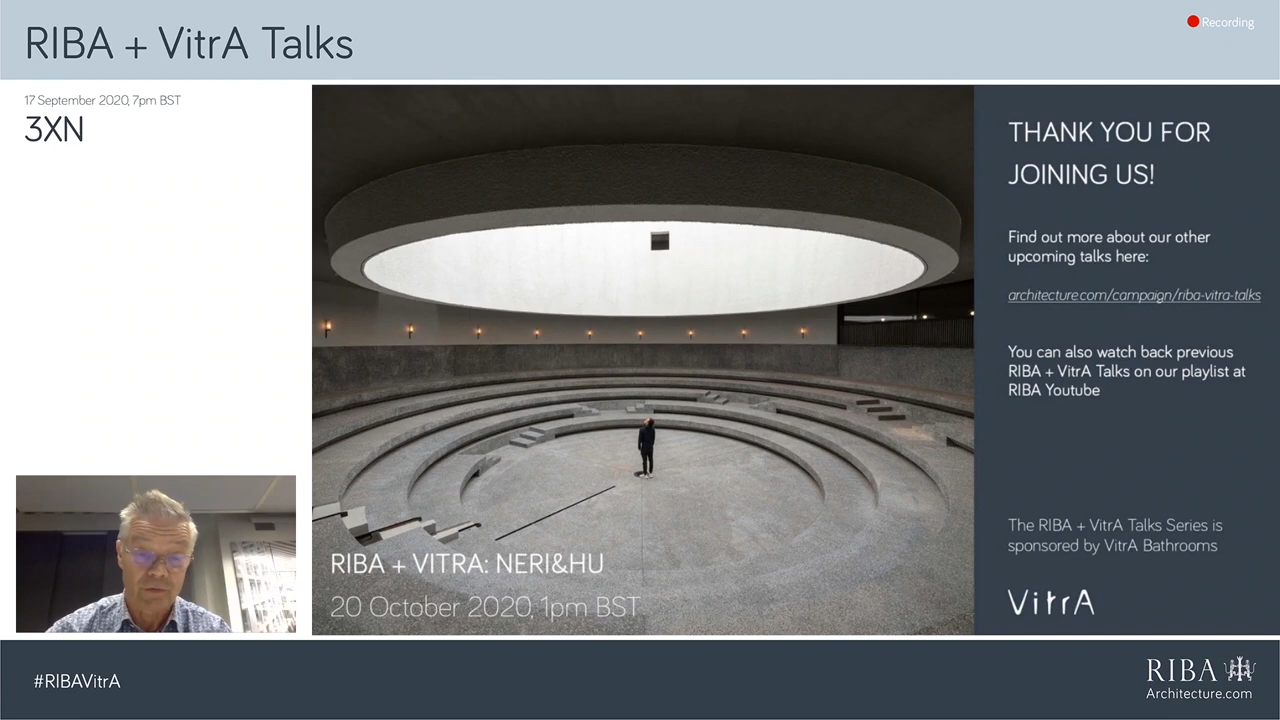 RIBA + VitrA Talks
Recording
17 September 2020, 7pm BST
3XN
RIBA + VITRA: NERI&HU
20 October 2020, 1pm BST
THANK YOU FOR
JOINING US!
Find out more about our other
upcoming talks here:
architecture.com/campaign/riba-vitra-talks
You can also watch back previous
RIBA + VitrA Talks on our playlist at
RIBA Youtube
The RIBA + VitrA Talks Series is
sponsored by VitrA Bathrooms
VitrA
#RIBAVitrA
RIBA
Architecture.com